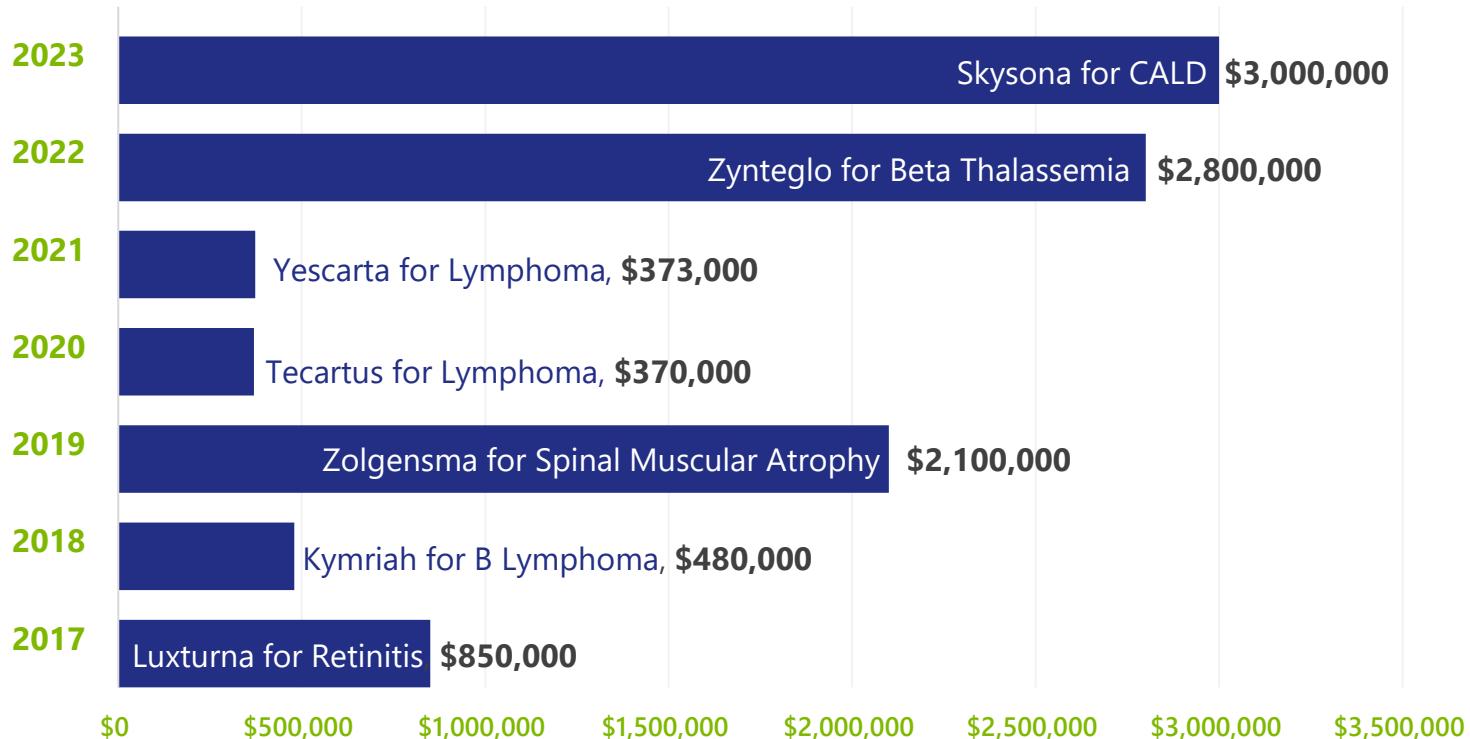 2023 Skysona for CALD $3,000,000
2022 Zynteglo for Beta Thalassemia $2,800,000
2021 Yescarta for Lymphoma, $373,000
2020 Tecartus for Lymphoma, $370,000
2019 Zolgensma for Spinal Muscular Atrophy $2,100,000
2018 Kymriah for B Lymphoma, $480,000
2017 Luxturna for Retinitis $850,000
$0 $500,000 $1,000,000 $1,500,000 $2,000,000 $2,500,000 $3,000,000 $3,500,000